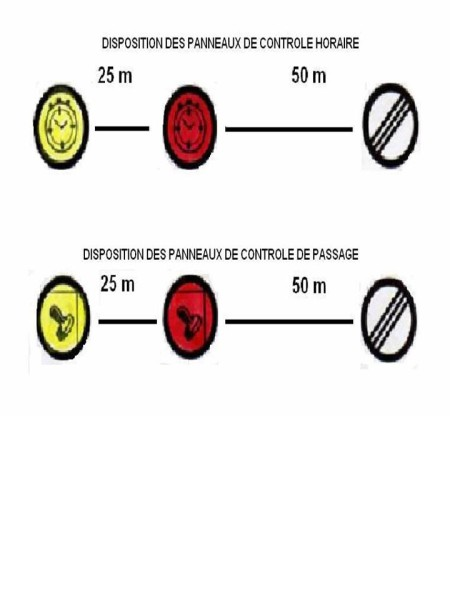 DISPOSITION DES PANNEAUX DE CONTROLE HORAIRE
25 m 50 m
DISPOSITION DES PANNEAUX DE CONTROLE DE PASSAGE
25 m 50 m